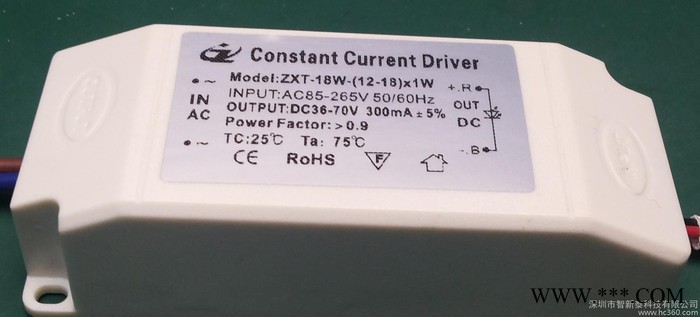 Constant Current Driver
Model:ZXT-18W-(12-18)x1W
INPUT:AC85-265V 50/60Hz
OUTPUT:DC36-70V 300mA±5%
Power Factor:>0.9
TC:25℃ Ta: 75℃
CE RoHS F
IN
AC
+.R
OUT
DC
-.B
WWW.***.COM
深圳市智新泰科技有限公司
www.hc360.com